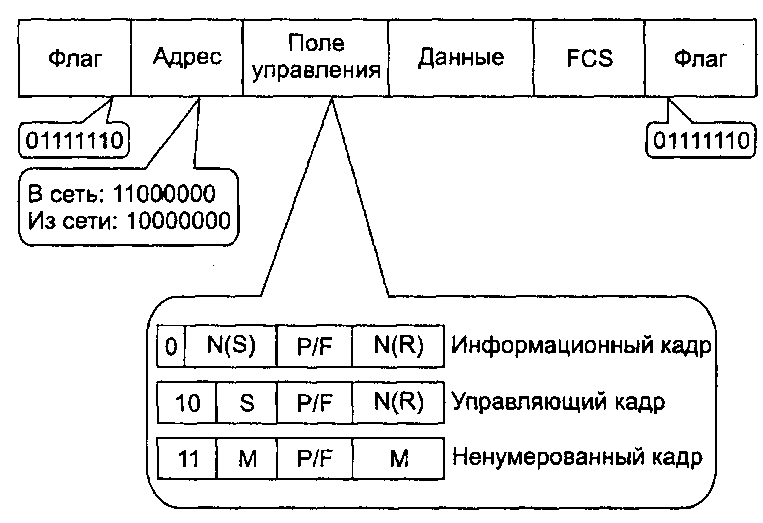 Флаг Адрес Поле управления Данные FCS Флаг
01111110 01111110
В сеть: 11000000
Из сети: 10000000
0 N(S) P/F N(R) Информационный кадр
10 S P/F N(R) Управляющий кадр
11 M P/F M Ненумерованный кадр